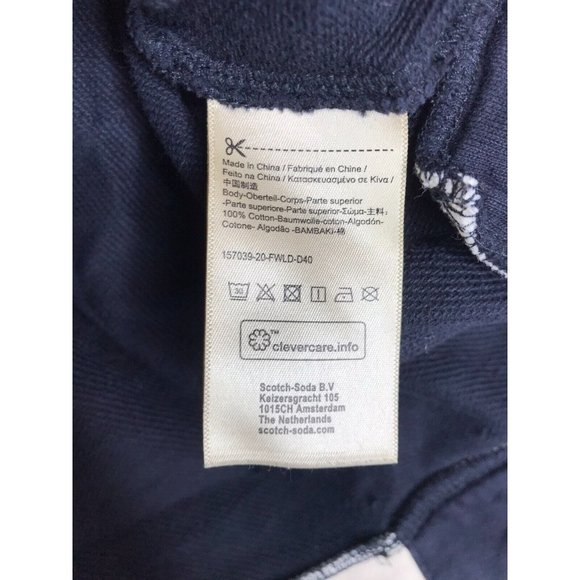 Made in China / Fabriqué en Chine /
Feito na China / Κατασκευασμένο σε Κίνα /
中国制造
Body-Oberteil-Corps-Parte superior
-Parte superiore-Parte superior-Σώμα-主料:
100% Cotton-Baumwolle-coton-Algodón-
Cotone- Algodão -BAMBAKi-棉
157039-20-FWLD-D40
30
TM
clevercare.info
Scotch-Soda B.V
Keizersgracht 105
1015CH Amsterdam
The Netherlands
scotch-soda.com